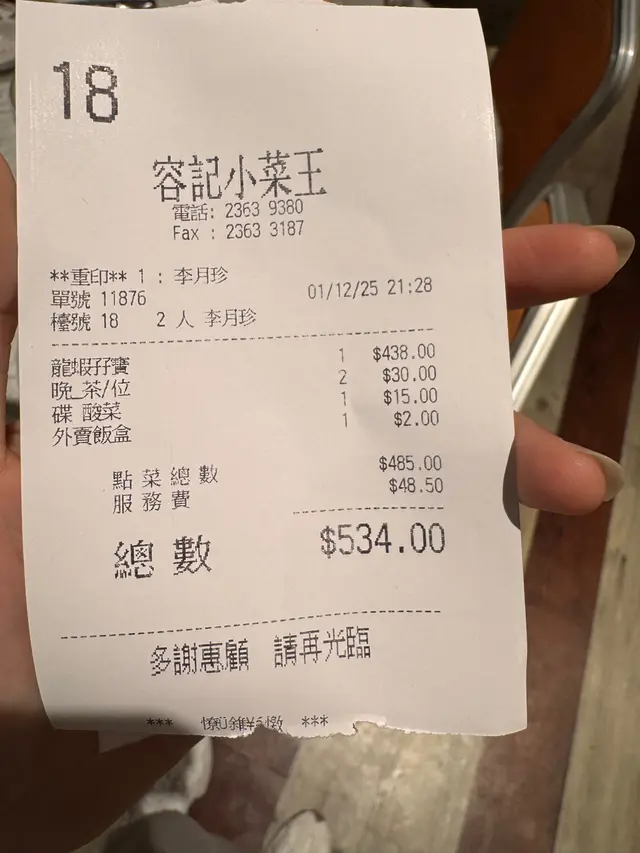 18
容記小菜王
電話: 2363 9380
Fax : 2363 3187
**重印** 1 : 李月珍
單號 11876 01/12/25 21:28
檯號 18 2 人 李月珍
龍蝦孖寶 1 $438.00
晚_茶/位 2 $30.00
碟 酸菜 1 $15.00
外賣飯盒 1 $2.00
點菜總數 $485.00
服務費 $48.50
總數 $534.00
多謝惠顧 請再光臨
*** ***